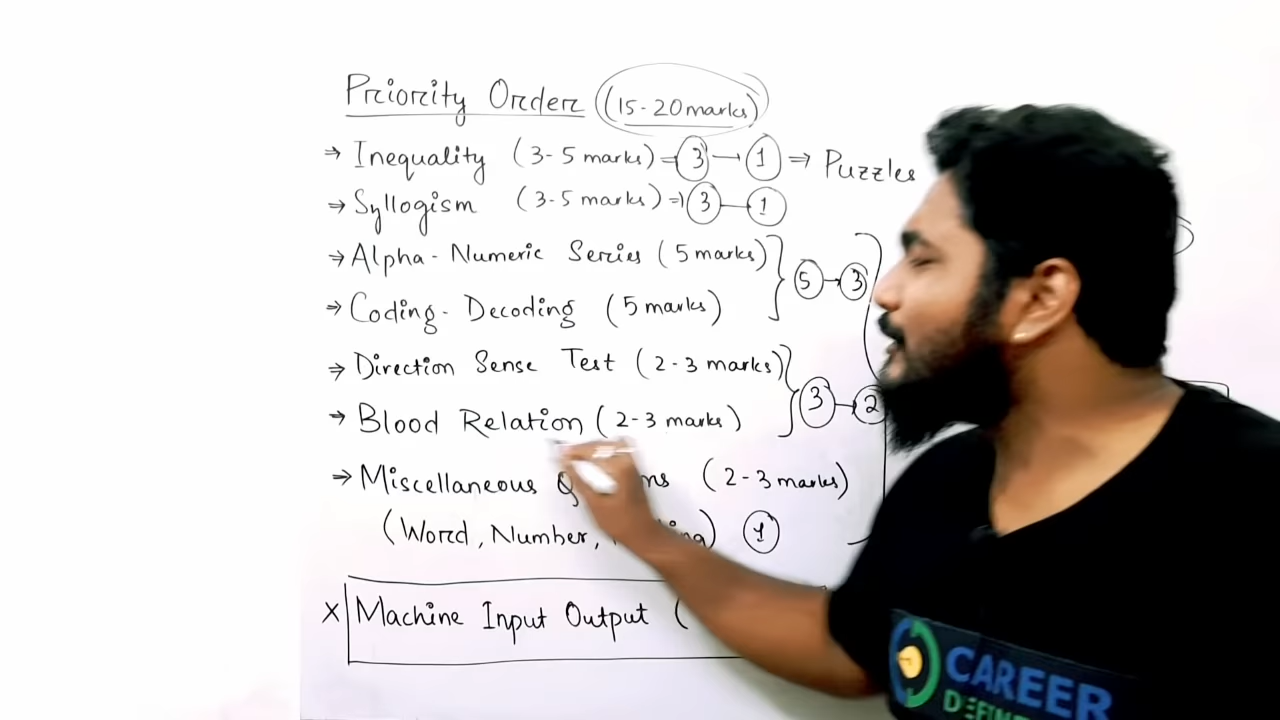 Priority Order (15-20 marks)
⇒ Inequality (3-5 marks) ⇒ 3 — 1 ⇒ Puzzles
⇒ Syllogism (3-5 marks) ⇒ 3 — 1
⇒ Alpha-Numeric Series (5 marks)
5 → 3
⇒ Coding-Decoding (5 marks)
⇒ Direction Sense Test (2-3 marks)
3 → 2
⇒ Blood Relation (2-3 marks)
⇒ Miscellaneous (2-3 marks)
(Word, Number, 1
X Machine Input Output (
CAREER